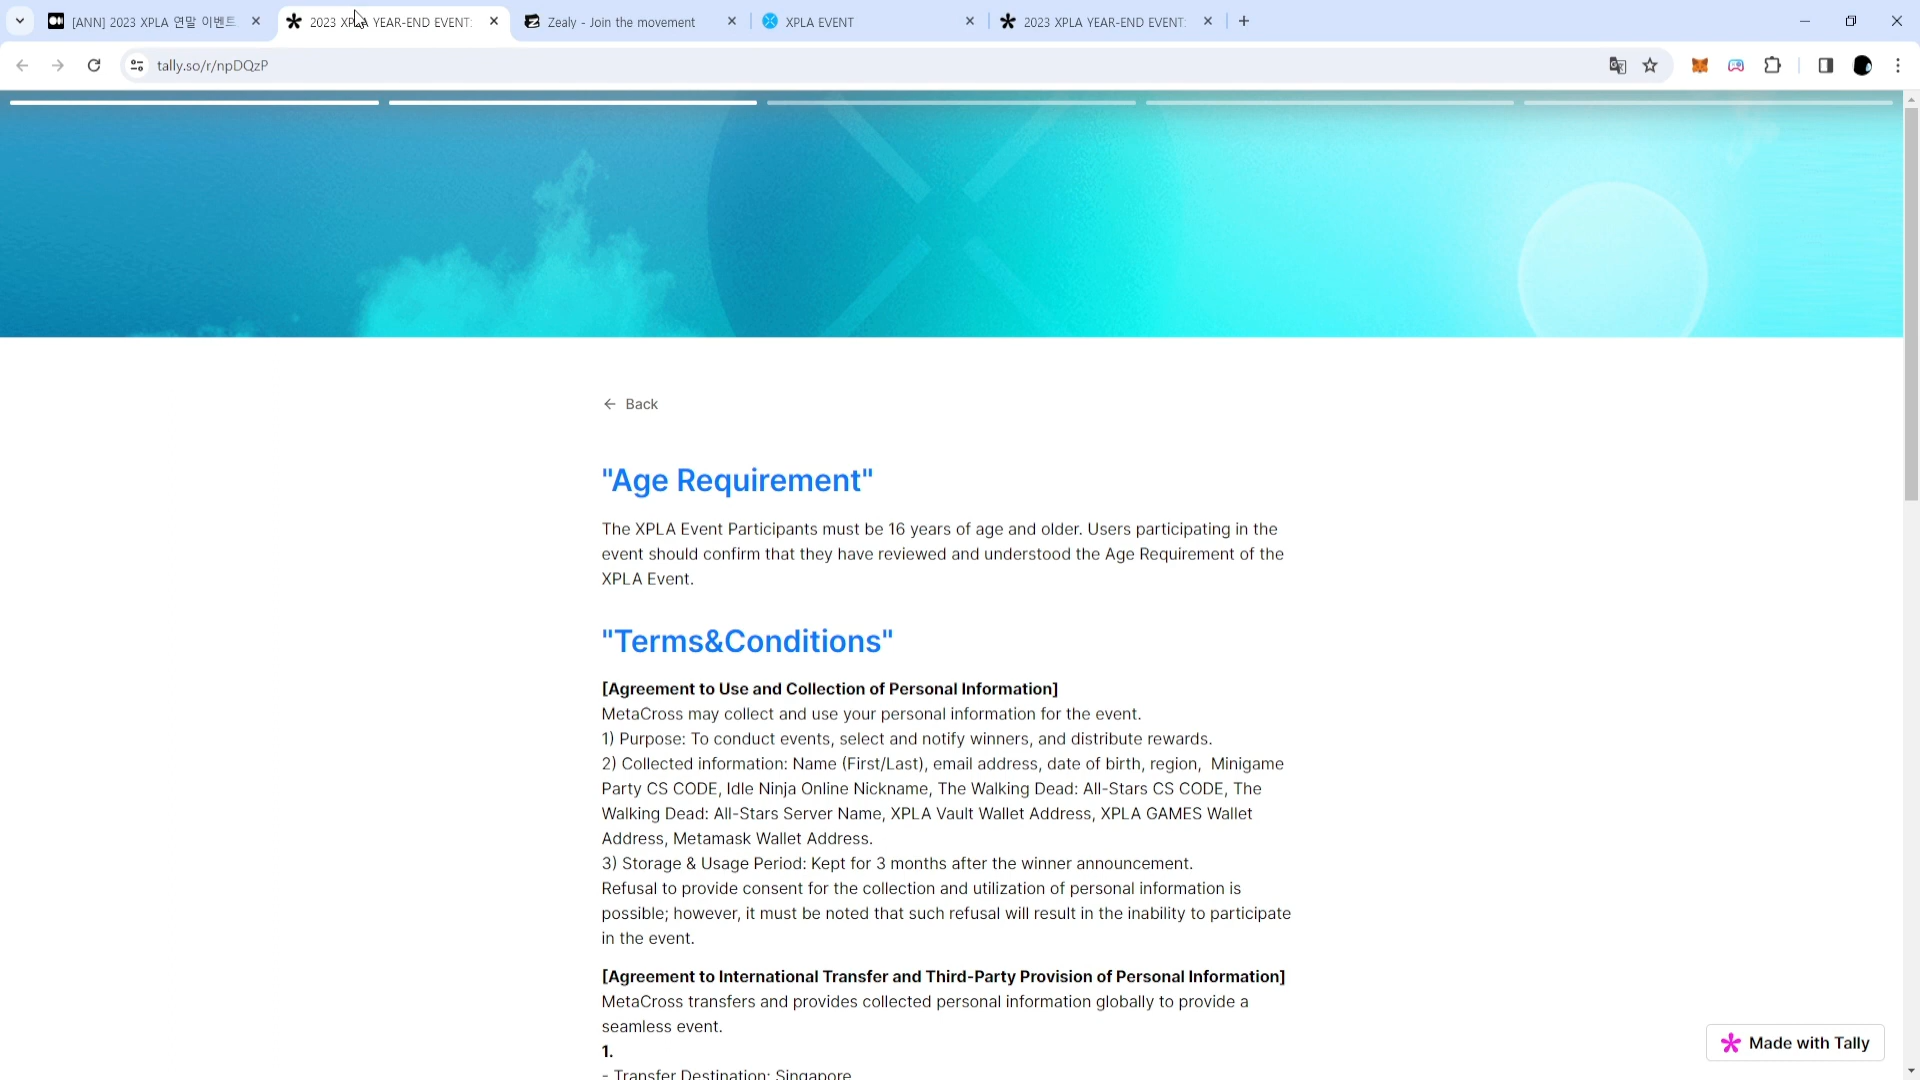 [ANN] 2023 XPLA 연말 이벤트
2023 XPLA YEAR-END EVENT:
Zealy - Join the movement
XPLA EVENT
2023 XPLA YEAR-END EVENT:
tally.so/r/npDQzP
← Back
"Age Requirement"
The XPLA Event Participants must be 16 years of age and older. Users participating in the
event should confirm that they have reviewed and understood the Age Requirement of the
XPLA Event.
"Terms&Conditions"
[Agreement to Use and Collection of Personal Information]
MetaCross may collect and use your personal information for the event.
1) Purpose: To conduct events, select and notify winners, and distribute rewards.
2) Collected information: Name (First/Last), email address, date of birth, region, Minigame
Party CS CODE, Idle Ninja Online Nickname, The Walking Dead: All-Stars CS CODE, The
Walking Dead: All-Stars Server Name, XPLA Vault Wallet Address, XPLA GAMES Wallet
Address, Metamask Wallet Address.
3) Storage & Usage Period: Kept for 3 months after the winner announcement.
Refusal to provide consent for the collection and utilization of personal information is
possible; however, it must be noted that such refusal will result in the inability to participate
in the event.
[Agreement to International Transfer and Third-Party Provision of Personal Information]
MetaCross transfers and provides collected personal information globally to provide a
seamless event.
1.
- Transfer Destination: Singapore
Made with Tally